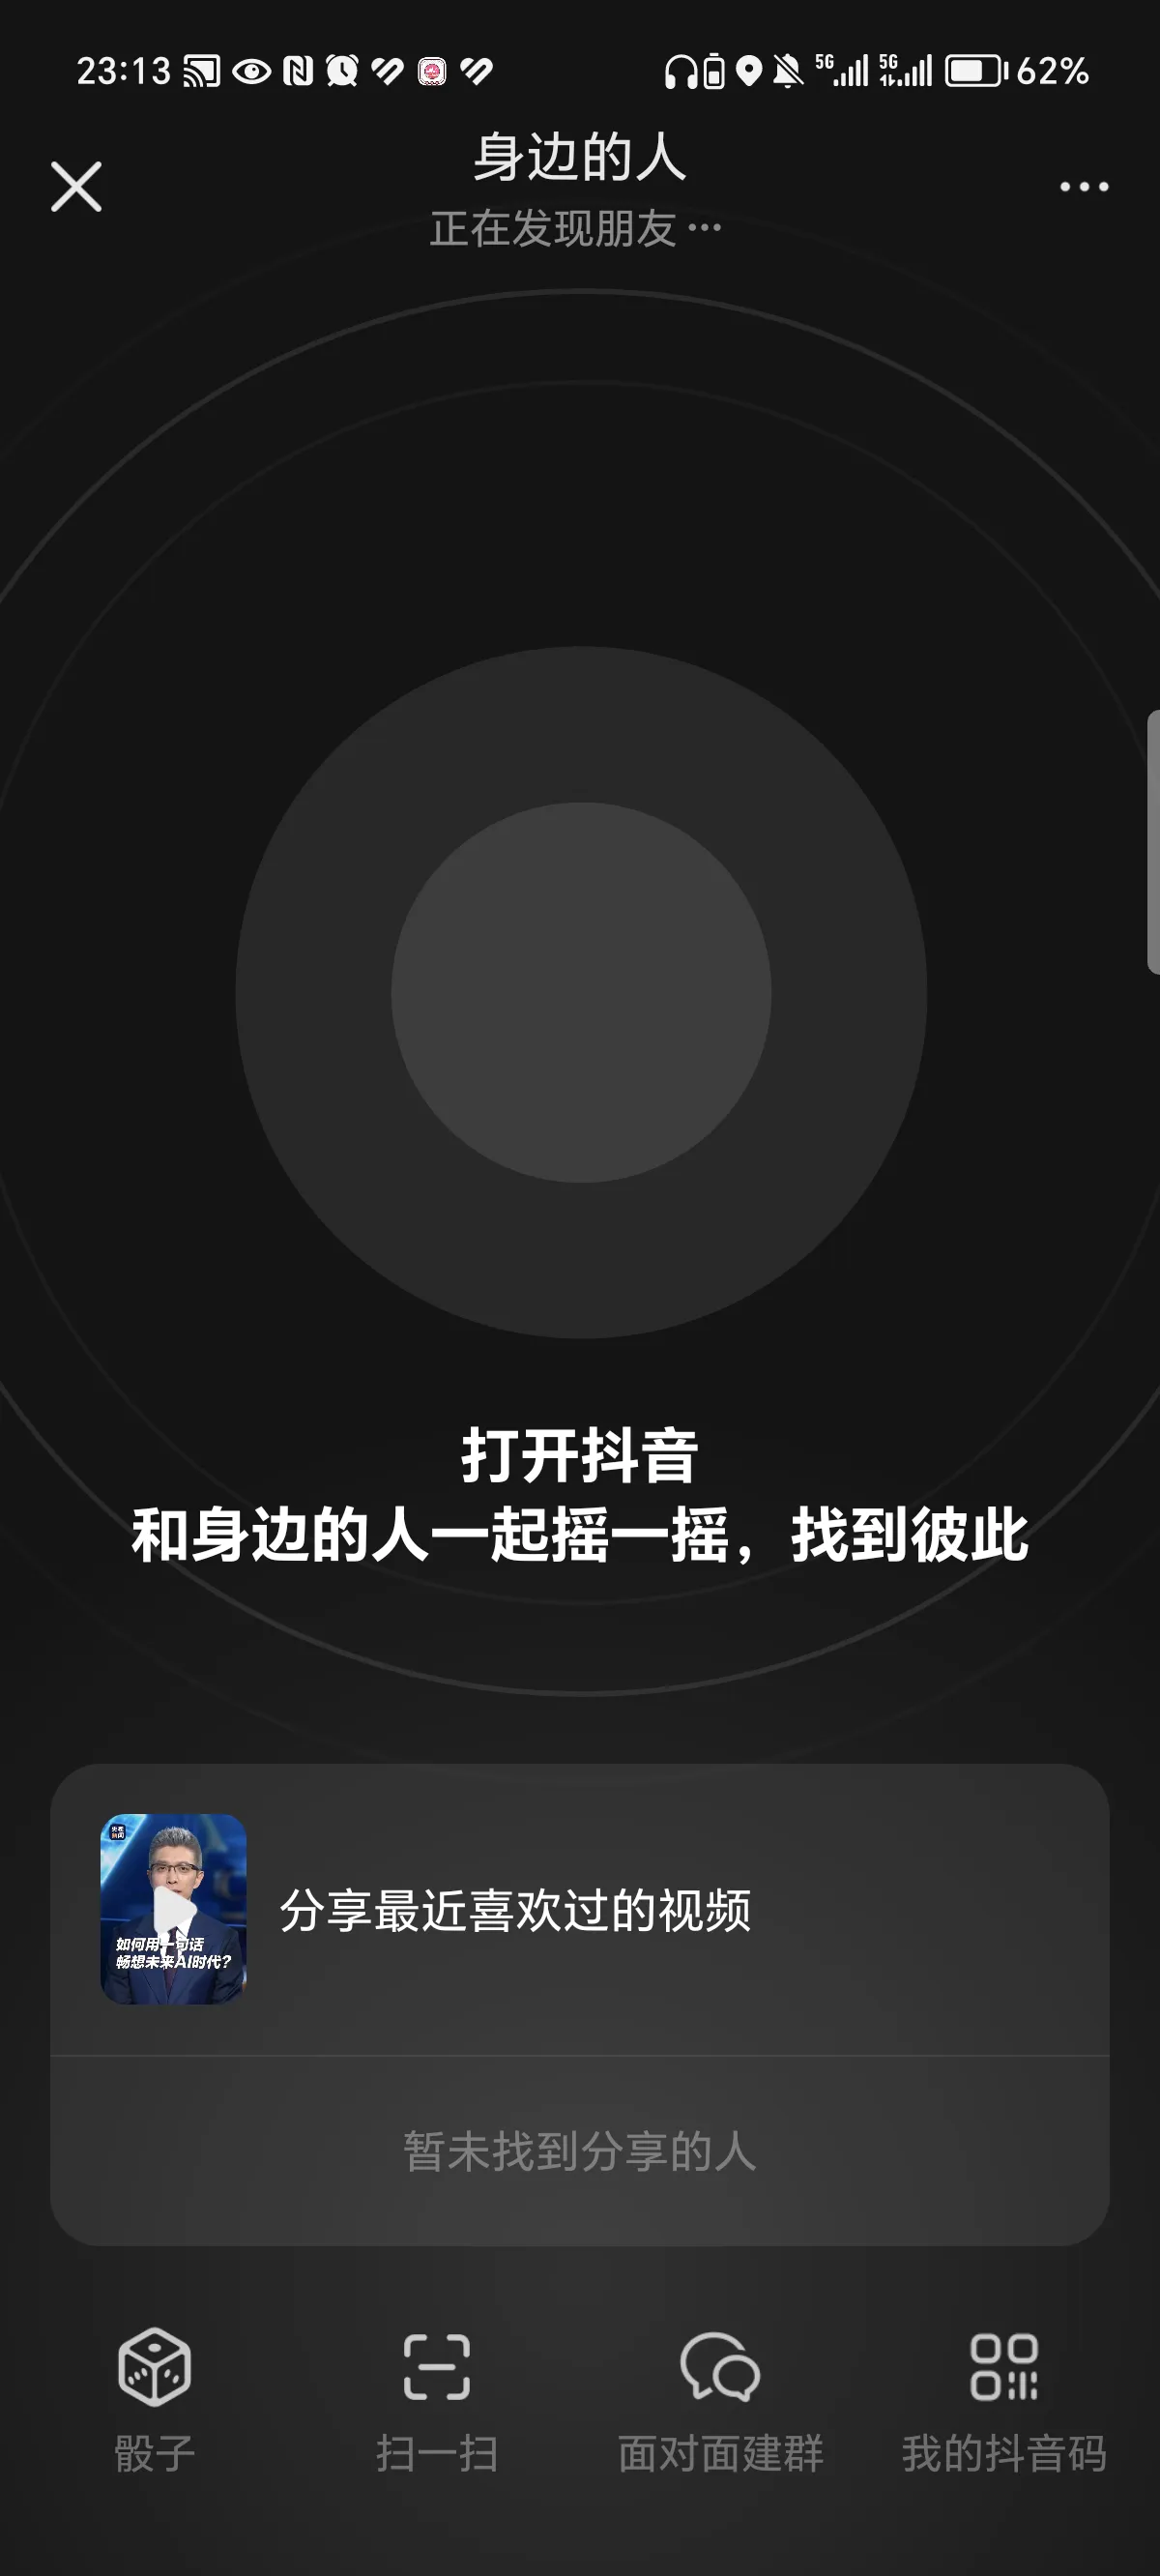 23:13
5G
5G
62%
身边的人
正在发现朋友 ···
打开抖音
和身边的人一起摇一摇，找到彼此
央视
新闻
如何用一句话
畅想未来AI时代？
分享最近喜欢过的视频
暂未找到分享的人
骰子
扫一扫
面对面建群
我的抖音码